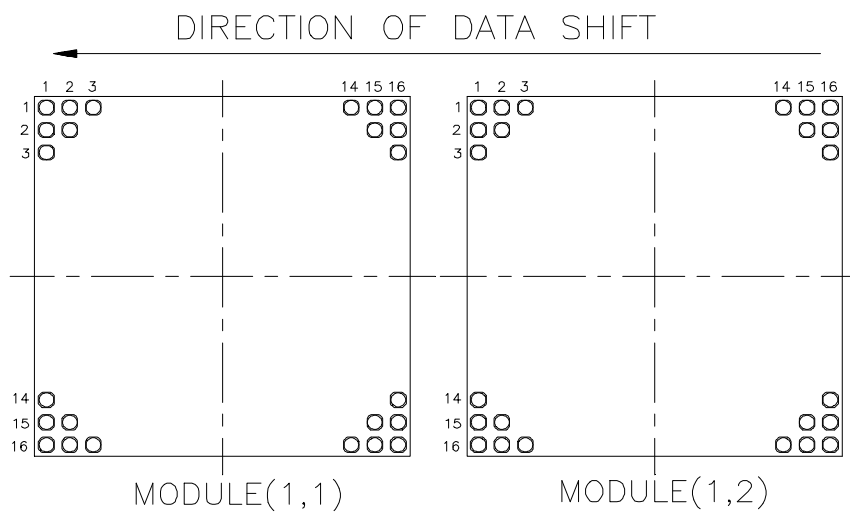 DIRECTION OF DATA SHIFT
1 2 3 14 15 16 1 2 3 14 15 16
1 1
2 2
3 3
14 14
15 15
16 16
MODULE(1,1) MODULE(1,2)